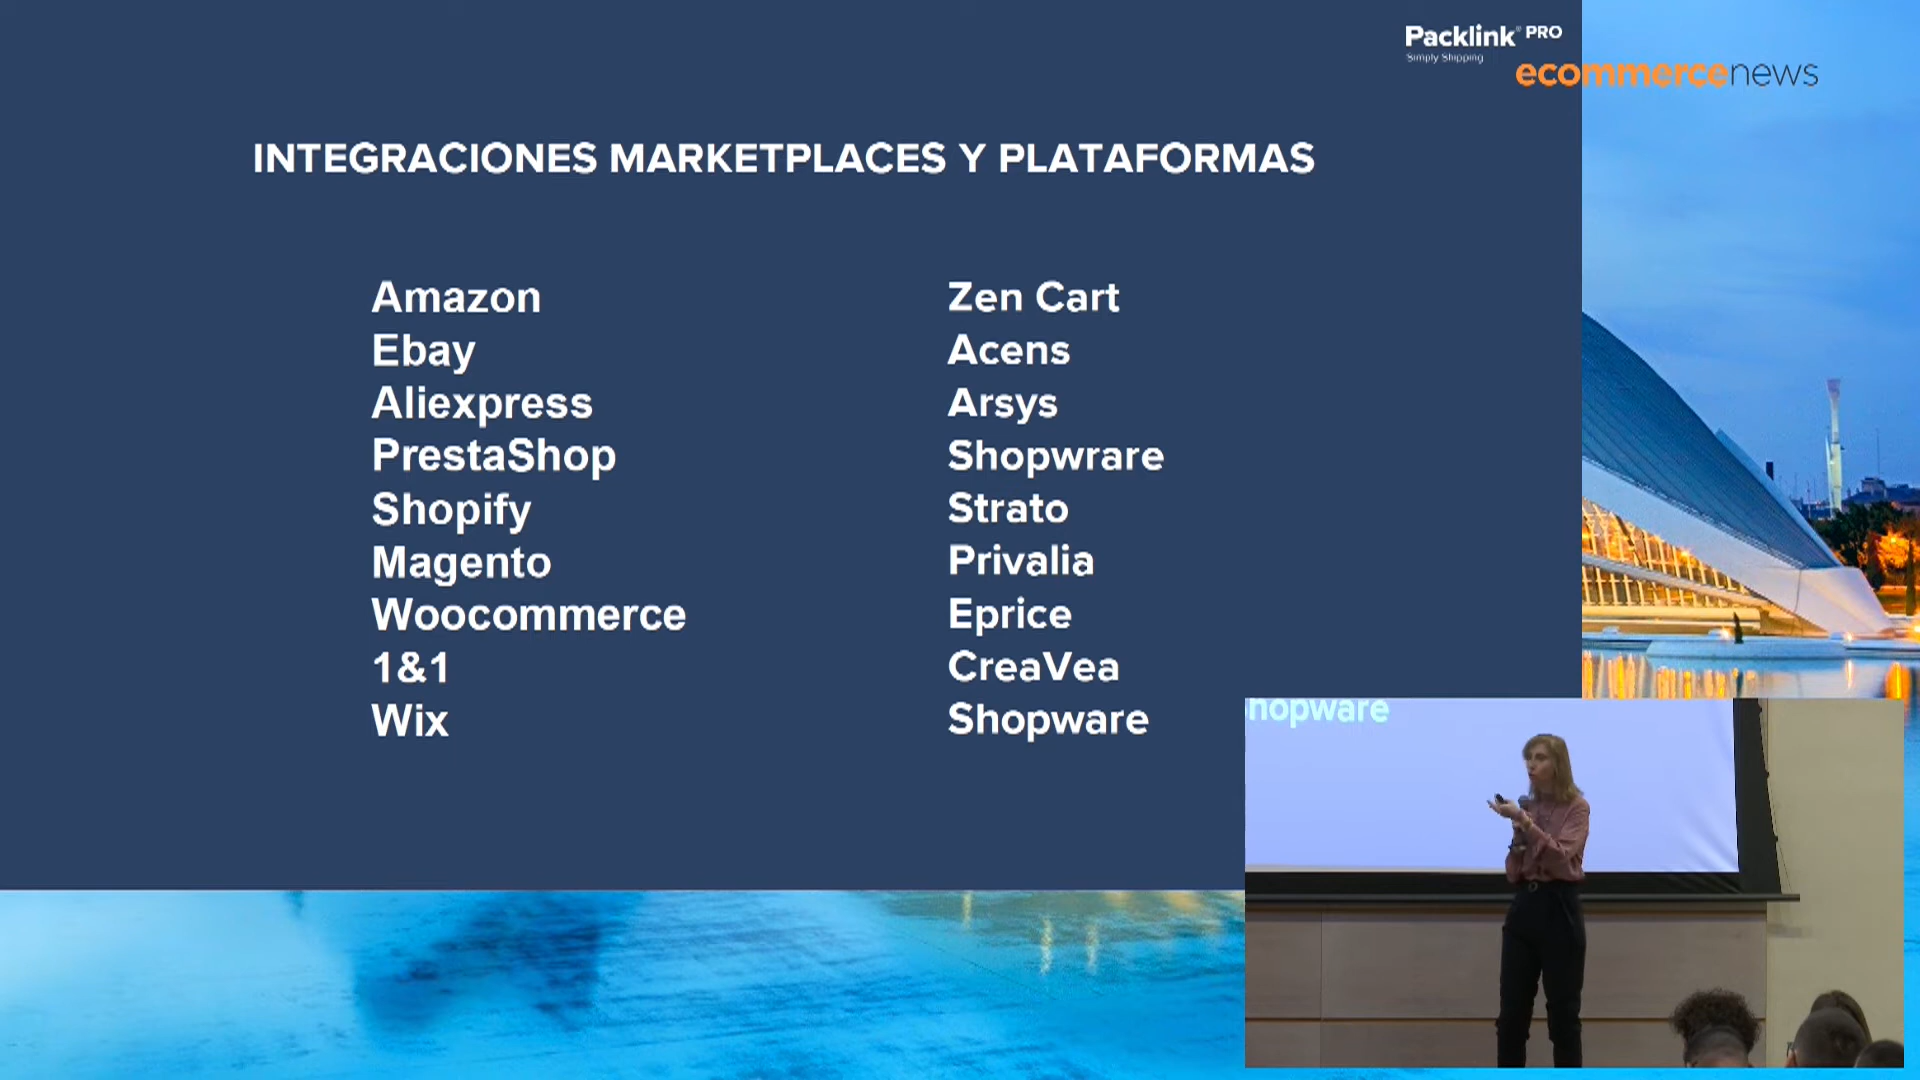 Packlink PRO
Simply Shipping
ecommercenews
INTEGRACIONES MARKETPLACES Y PLATAFORMAS
Amazon
Ebay
Aliexpress
PrestaShop
Shopify
Magento
Woocommerce
1&1
Wix
Zen Cart
Acens
Arsys
Shopwrare
Strato
Privalia
Eprice
CreaVea
Shopware
hopware